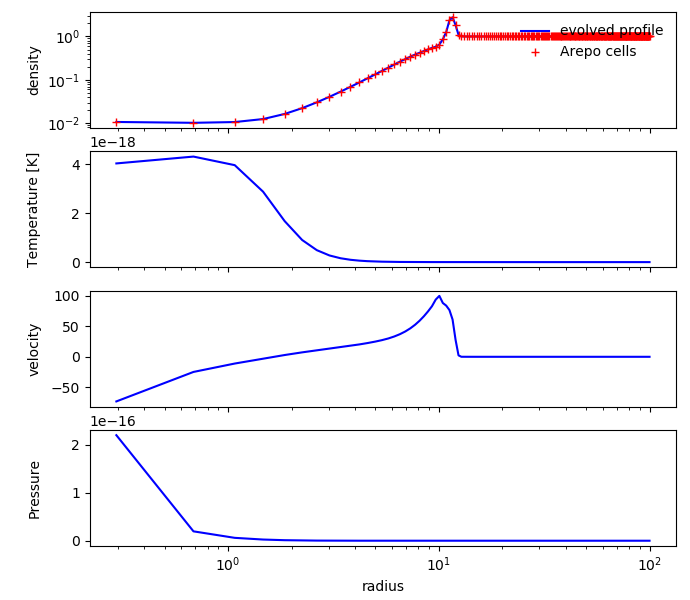 evolved profile
Arepo cells
density
10⁰
10⁻¹
10⁻²
1e−18
Temperature [K]
4
2
0
velocity
100
50
0
−50
1e−16
Pressure
2
1
0
10⁰
10¹
10²
radius